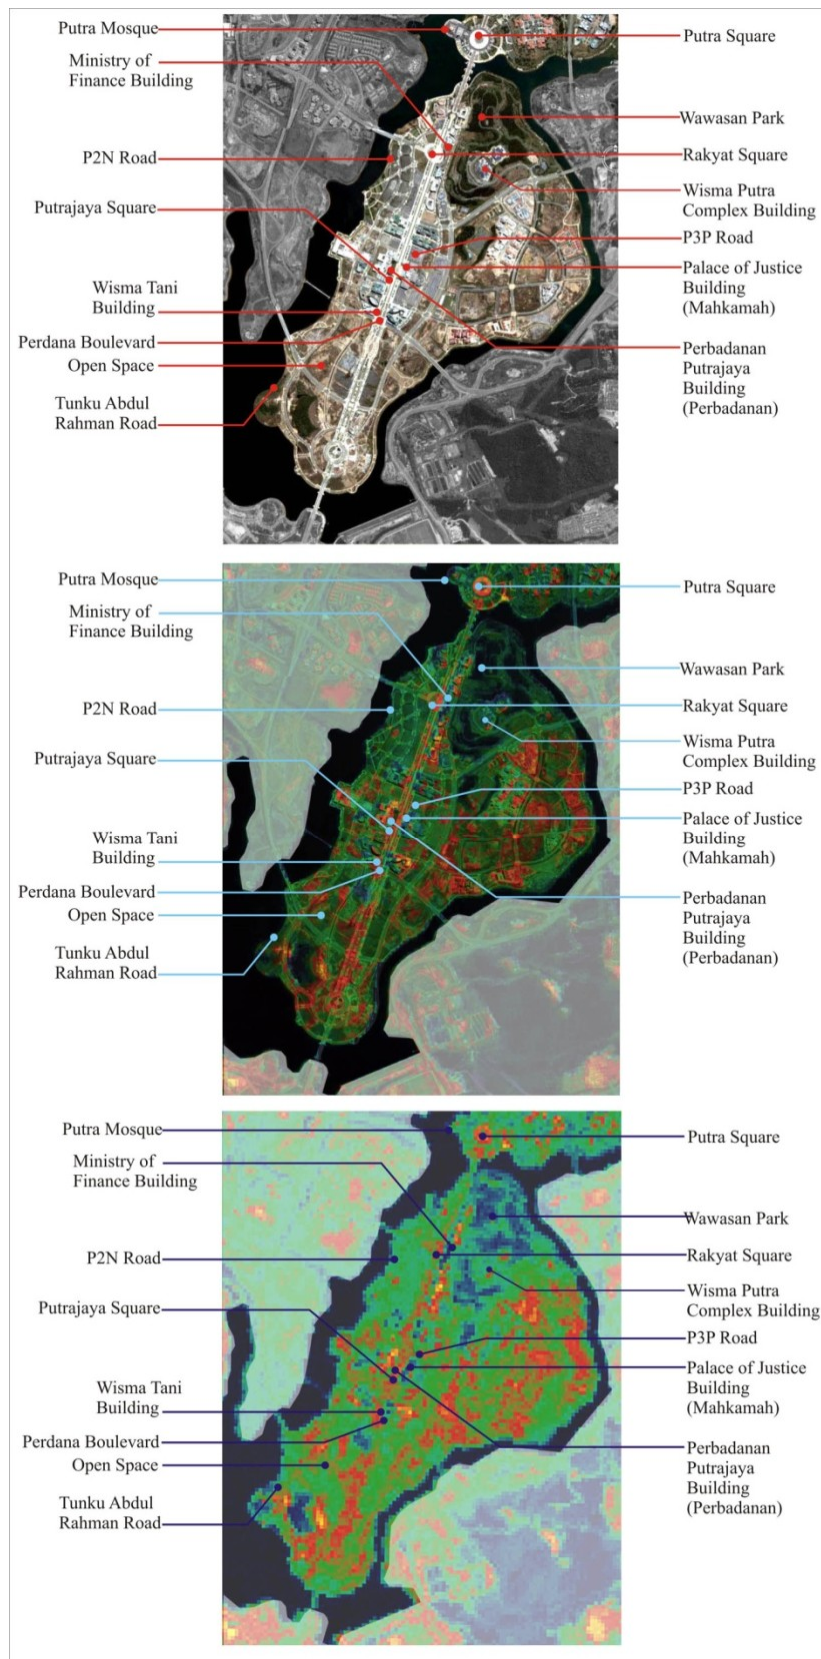 Putra Mosque
Putra Square
Ministry of
Finance Building
Wawasan Park
P2N Road
Rakyat Square
Wisma Putra
Complex Building
Putrajaya Square
P3P Road
Palace of Justice
Building
(Mahkamah)
Wisma Tani
Building
Perdana Boulevard
Open Space
Perbadanan
Putrajaya
Building
(Perbadanan)
Tunku Abdul
Rahman Road
Putra Mosque
Putra Square
Ministry of
Finance Building
Wawasan Park
P2N Road
Rakyat Square
Wisma Putra
Complex Building
Putrajaya Square
P3P Road
Palace of Justice
Building
(Mahkamah)
Wisma Tani
Building
Perdana Boulevard
Open Space
Perbadanan
Putrajaya
Building
(Perbadanan)
Tunku Abdul
Rahman Road
Putra Mosque
Putra Square
Ministry of
Finance Building
Wawasan Park
P2N Road
Rakyat Square
Wisma Putra
Complex Building
Putrajaya Square
P3P Road
Palace of Justice
Building
(Mahkamah)
Wisma Tani
Building
Perdana Boulevard
Open Space
Perbadanan
Putrajaya
Building
(Perbadanan)
Tunku Abdul
Rahman Road